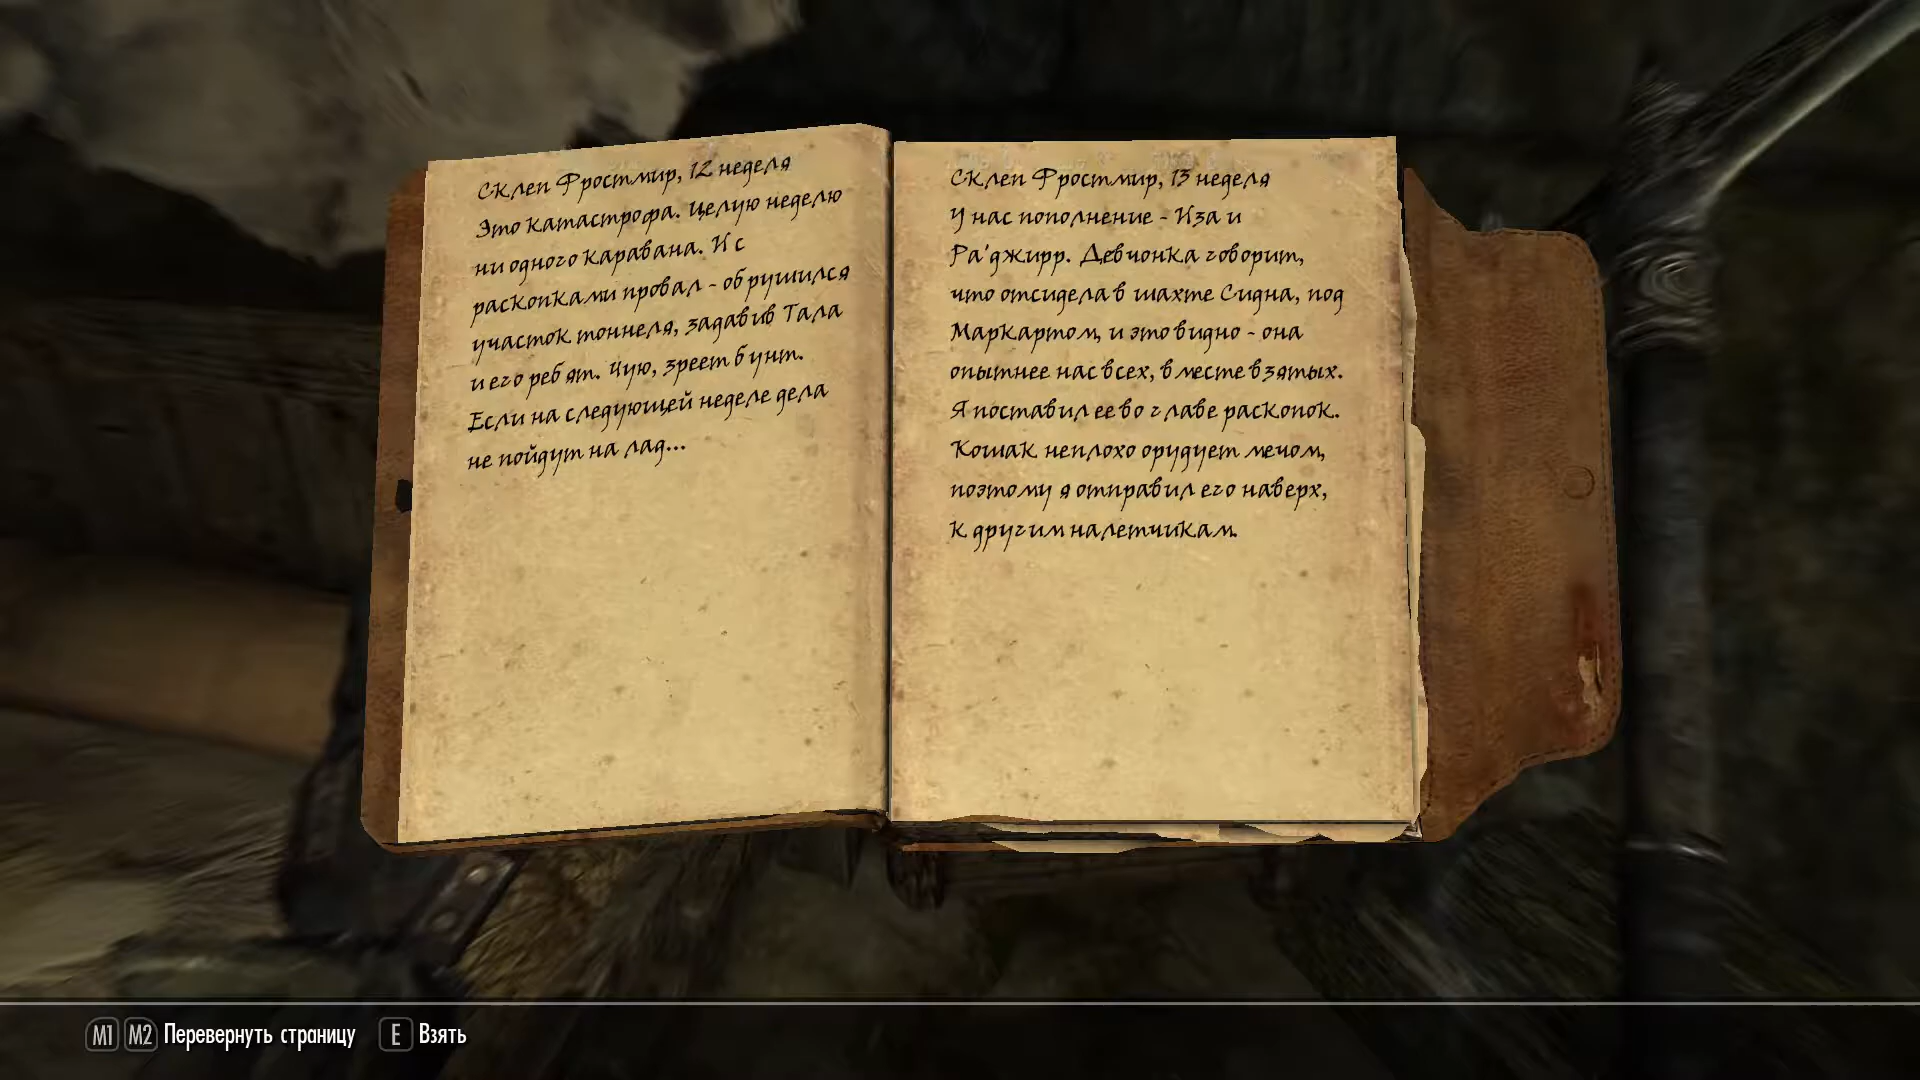 Склеп Фростмир, 12 неделя
Это катастрофа. Целую неделю
ни одного каравана. И с
раскопками провал - обрушился
участок тоннеля, задавив Тала
и его ребят. Чую, зреет бунт.
Если на следующей неделе дела
не пойдут на лад...
Склеп Фростмир, 13 неделя
У нас пополнение - Иза и
Ра'джирр. Девчонка говорит,
что отсидела в шахте Сидна, под
Маркартом, и это видно - она
опытнее нас всех, вместе взятых.
Я поставил ее во главе раскопок.
Кошак неплохо орудует мечом,
поэтому я отправил его наверх,
к другим налетчикам.
M1 M2 Перевернуть страницу E Взять